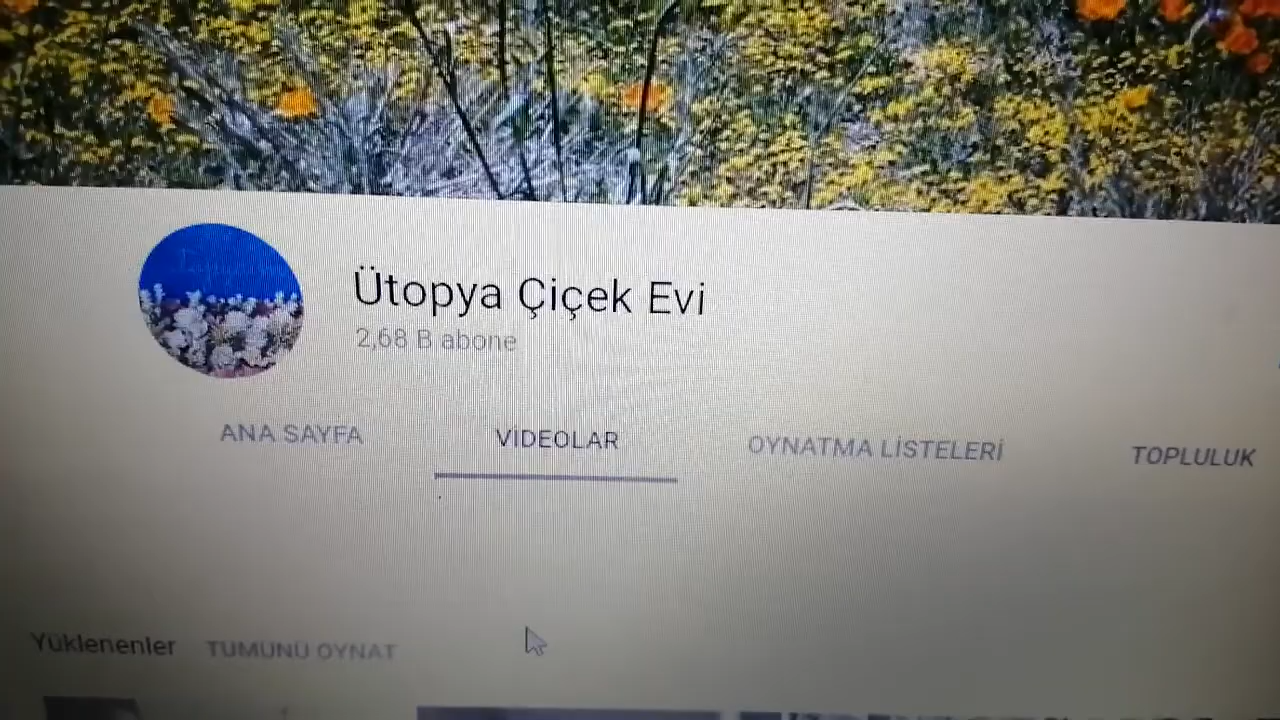 Ütopya Çiçek Evi
2,68 B abone
ANA SAYFA
VİDEOLAR
OYNATMA LİSTELERİ
TOPLULUK
Yüklenenler
TÜMÜNÜ OYNAT